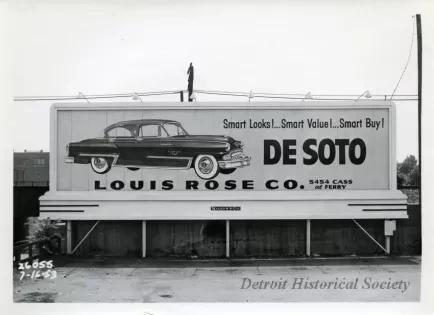 Smart Looks!...Smart Value!...Smart Buy!
DE SOTO
LOUIS ROSE CO. 5454 CASS
at FERRY
26055
7-16-53
Detroit Historical Society